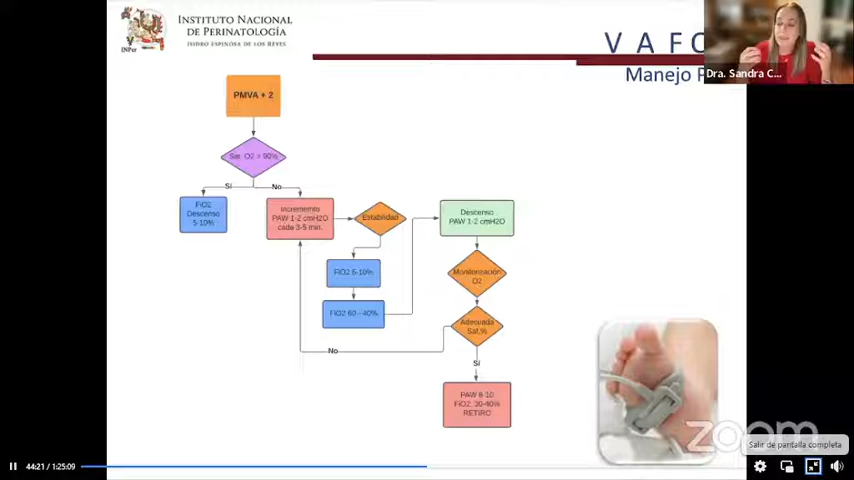 INSTITUTO NACIONAL
DE PERINATOLOGÍA
ISIDRO ESPINOSA DE LOS REYES
INPer
V A F
Manejo
Dra. Sandra C...
PMVA + 2
Sat O2 > 90%
Sí
No
FiO2
Descenso
5-10%
Incremento
PAW 1-2 cmH2O
cada 3-5 min.
Estabilidad
Descenso
PAW 1-2 cmH2O
FiO2 5-10%
Monitorización
O2
FiO2 60 - 40%
Adecuada
Sat.%
No
Sí
PAW 8-10
FiO2: 30-40%
RETIRO
zoom
Salir de pantalla completa
44:21 / 1:25:09